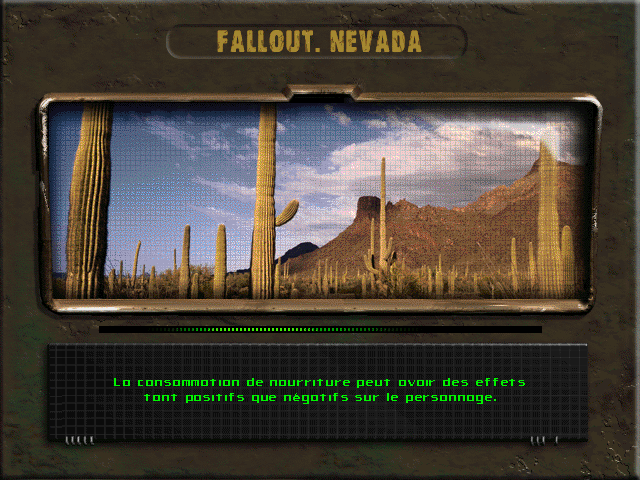 FALLOUT. NEVADA
La consommation de nourriture peut avoir des effets
tant positifs que négatifs sur le personnage.